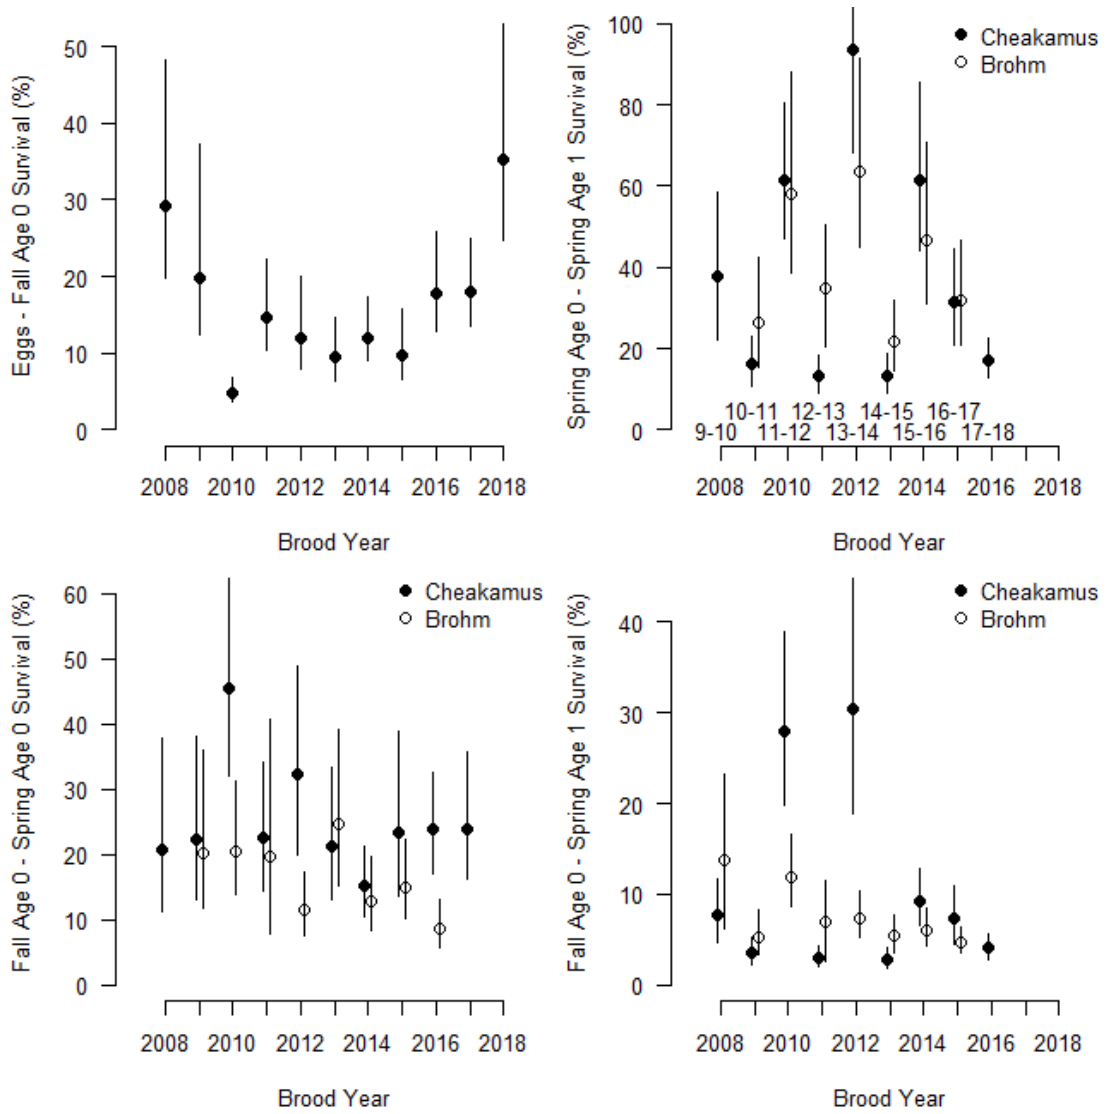 Eggs - Fall Age 0 Survival (%)
50
40
30
20
10
0
2008 2010 2012 2014 2016 2018
Brood Year
Spring Age 0 - Spring Age 1 Survival (%)
100
80
60
40
20
0
Cheakamus
Brohm
10-11 12-13 14-15 16-17
9-10 11-12 13-14 15-16 17-18
2008 2010 2012 2014 2016 2018
Brood Year
Fall Age 0 - Spring Age 0 Survival (%)
60
50
40
30
20
10
0
Cheakamus
Brohm
2008 2010 2012 2014 2016 2018
Brood Year
Fall Age 0 - Spring Age 1 Survival (%)
40
30
20
10
0
Cheakamus
Brohm
2008 2010 2012 2014 2016 2018
Brood Year